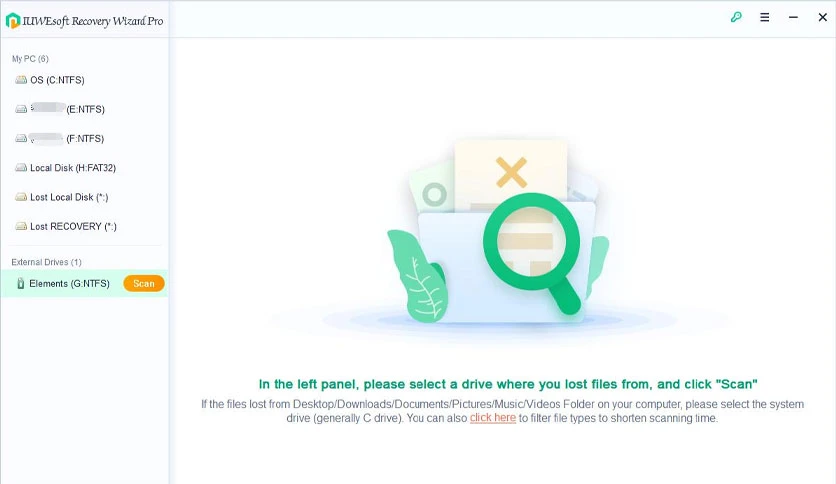 IUWEsoft Recovery Wizard Pro
My PC (6)
OS (C:NTFS)
(E:NTFS)
(F:NTFS)
Local Disk (H:FAT32)
Lost Local Disk (*:)
Lost RECOVERY (*:)
External Drives (1)
Elements (G:NTFS) Scan
In the left panel, please select a drive where you lost files from, and click "Scan"
If the files lost from Desktop/Downloads/Documents/Pictures/Music/Videos Folder on your computer, please select the system
drive (generally C drive). You can also click here to filter file types to shorten scanning time.